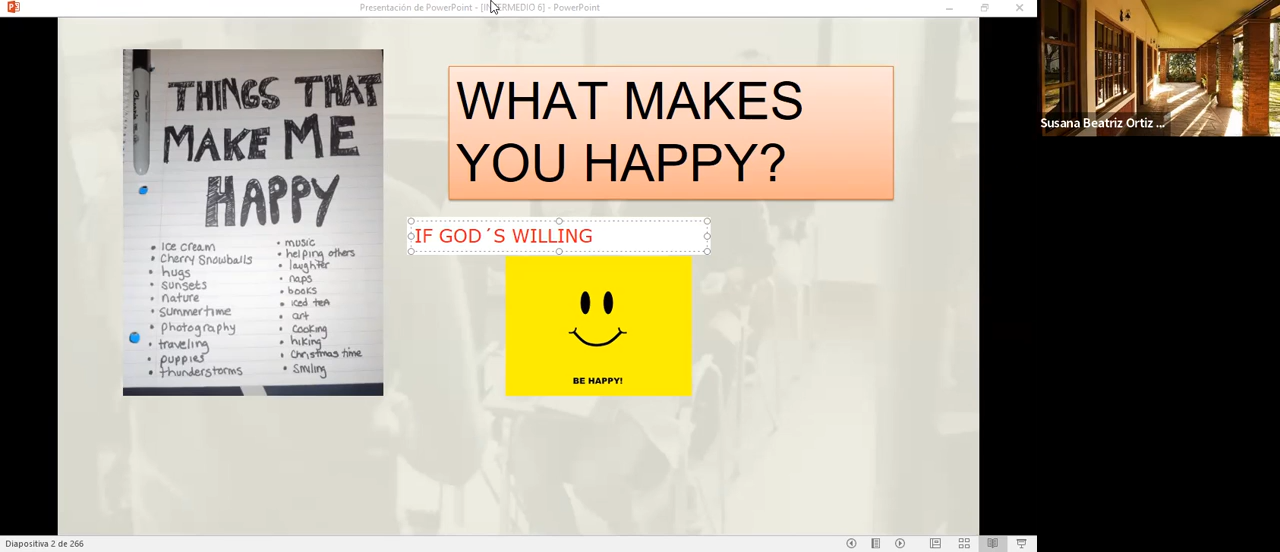 Presentación de PowerPoint - [INTERMEDIO 6] - PowerPoint
THINGS THAT
MAKE ME
HAPPY
• Ice cream
• Cherry Snowballs
• hugs
• sunsets
• nature
• summertime
• photography
• traveling
• puppies
• thunderstorms
• music
• helping others
• laughter
• naps
• books
• iced tea
• art
• cooking
• hiking
• Christmas time
• Smiling
WHAT MAKES
YOU HAPPY?
IF GOD´S WILLING
BE HAPPY!
Susana Beatriz Ortiz ...
Diapositiva 2 de 266